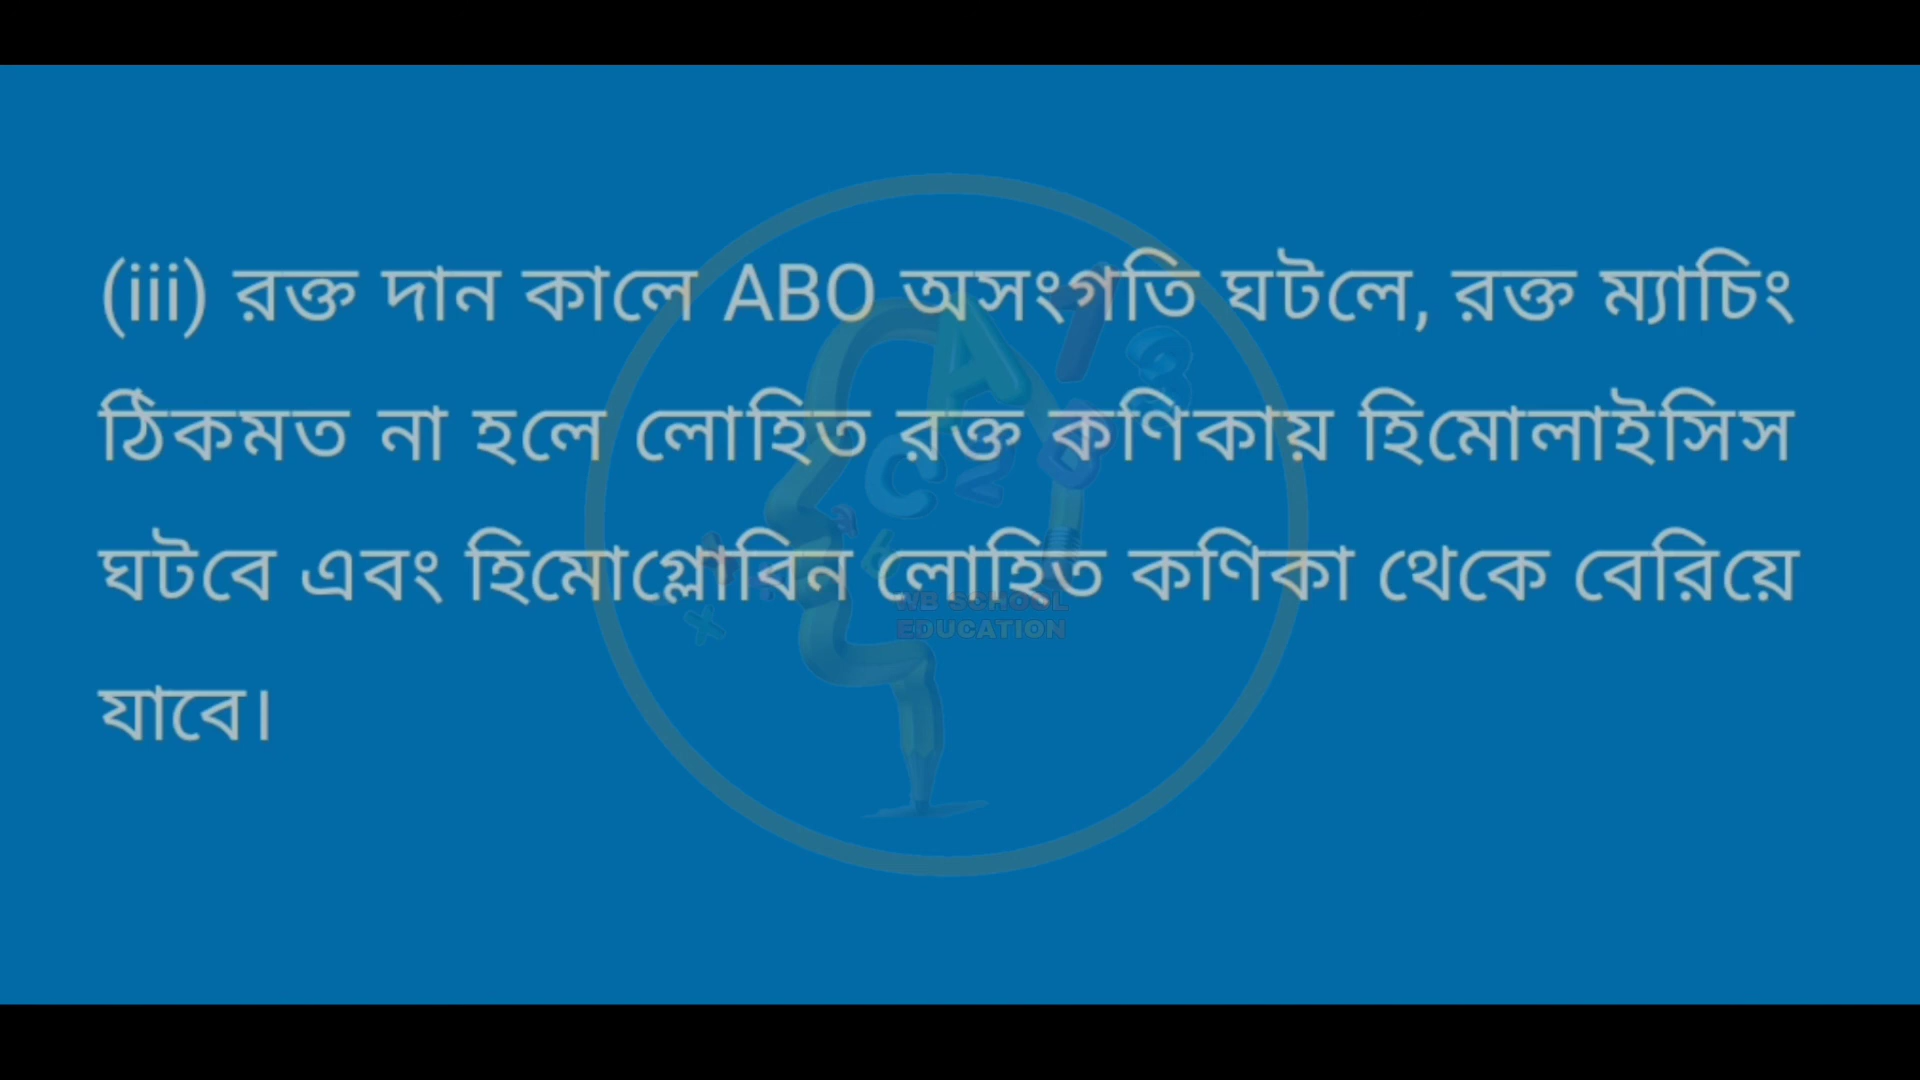 (iii) রক্ত দান কালে ABO অসংগতি ঘটলে, রক্ত ম্যাচিং
ঠিকমত না হলে লোহিত রক্ত কণিকায় হিমোলাইসিস
ঘটবে এবং হিমোগ্লোবিন লোহিত কণিকা থেকে বেরিয়ে
যাবে।
WB SCHOOL
EDUCATION